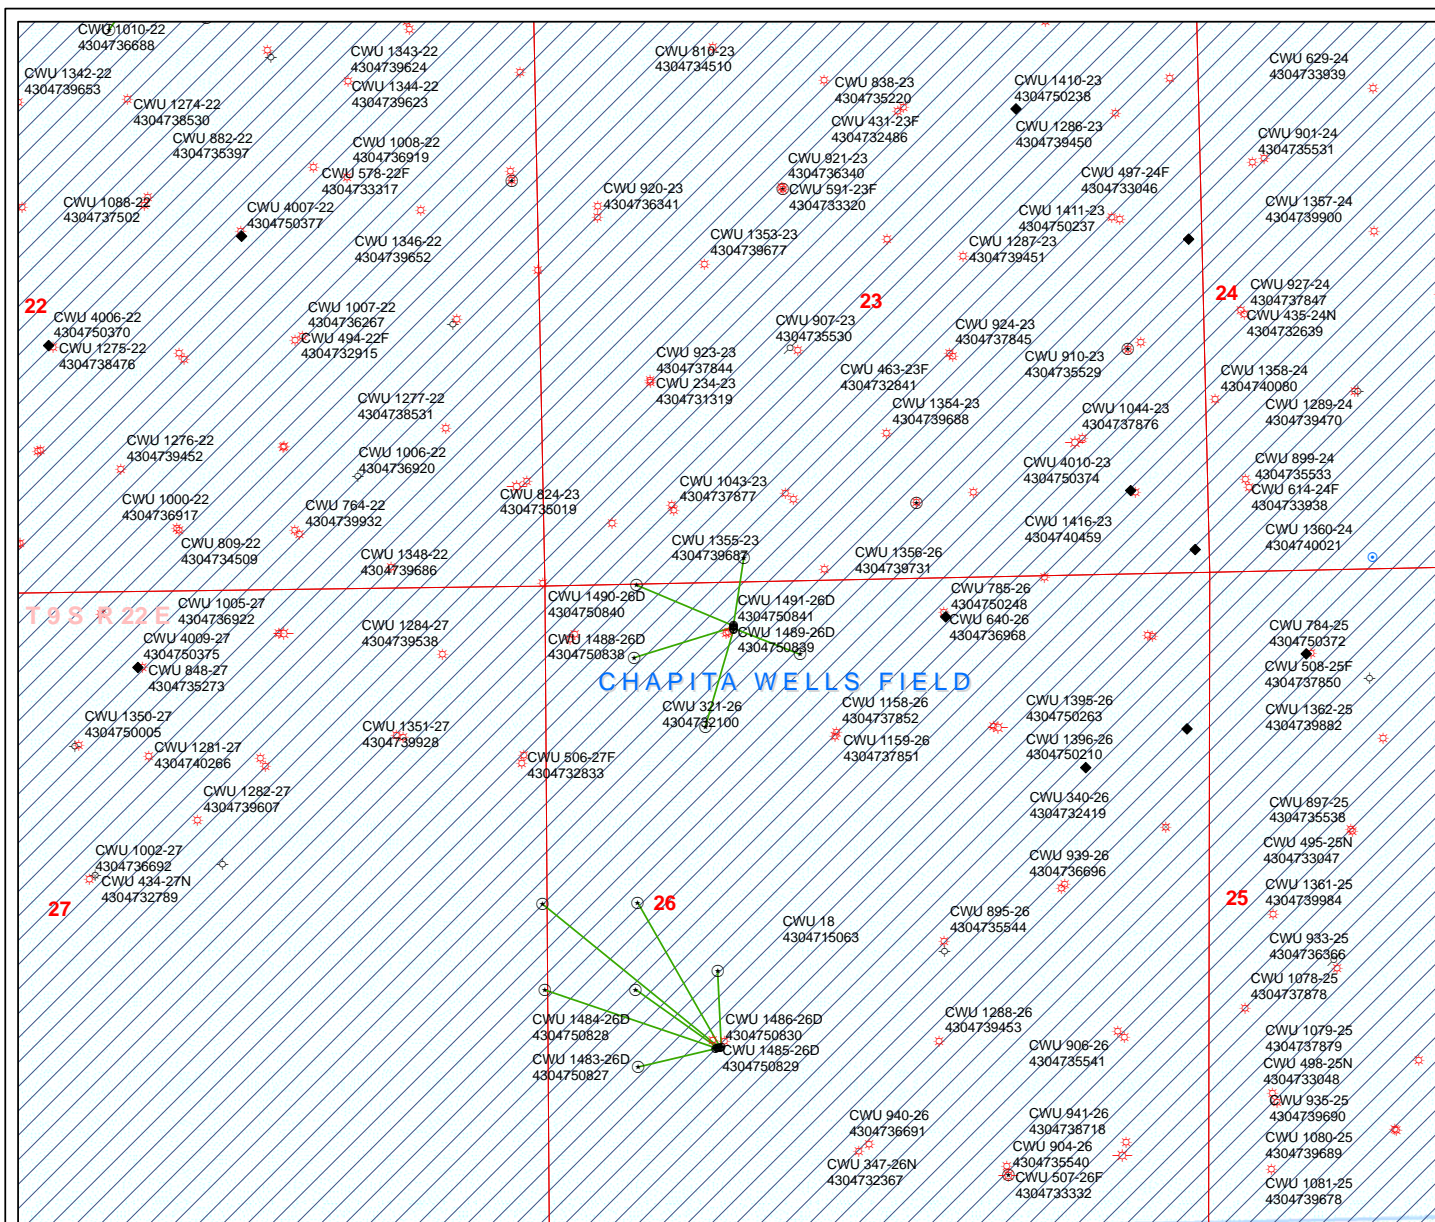 CWU 1010-22
4304736688
CWU 1342-22
4304739653
CWU 1274-22
4304738530
CWU 882-22
4304735397
CWU 1343-22
4304739624
CWU 1344-22
4304739623
CWU 1008-22
4304736919
CWU 578-22F
4304733317
CWU 1088-22
4304737502
CWU 4007-22
4304750377
CWU 1346-22
4304739652
22
CWU 4006-22
4304750370
CWU 1275-22
4304738476
CWU 1007-22
4304736267
CWU 494-22F
4304732915
CWU 1277-22
4304738531
CWU 1276-22
4304739452
CWU 1006-22
4304736920
CWU 1000-22
4304736917
CWU 764-22
4304739932
CWU 809-22
4304734509
CWU 1348-22
4304739686
CWU 810-23
4304734510
CWU 838-23
4304735220
CWU 431-23F
4304732486
CWU 1410-23
4304750238
CWU 1286-23
4304739450
CWU 921-23
4304736340
CWU 591-23F
4304733320
CWU 920-23
4304736341
CWU 497-24F
4304733046
CWU 1411-23
4304750237
CWU 1353-23
4304739677
CWU 1287-23
4304739451
23
CWU 907-23
4304735530
CWU 924-23
4304737845
CWU 923-23
4304737844
CWU 234-23
4304731319
CWU 463-23F
4304732841
CWU 910-23
4304735529
CWU 1354-23
4304739688
CWU 1044-23
4304737876
CWU 824-23
4304735019
CWU 1043-23
4304737877
CWU 4010-23
4304750374
CWU 1416-23
4304740459
CWU 1355-23
4304739687
CWU 1356-26
4304739731
CWU 629-24
4304733939
CWU 901-24
4304735531
CWU 1357-24
4304739900
24
CWU 927-24
4304737847
CWU 435-24N
4304732639
CWU 1358-24
4304740080
CWU 1289-24
4304739470
CWU 899-24
4304735533
CWU 614-24F
4304733938
CWU 1360-24
4304740021
T 9 S R 22 E
CWU 1005-27
4304736922
CWU 4009-27
4304750375
CWU 848-27
4304735273
CWU 1284-27
4304739538
CWU 1350-27
4304750005
CWU 1281-27
4304740266
CWU 1351-27
4304739928
CWU 506-27F
4304732833
CWU 1282-27
4304739607
CWU 1002-27
4304736692
CWU 434-27N
4304732789
27
CWU 1490-26D
4304750840
CWU 1488-26D
4304750838
CWU 1491-26D
4304750841
CWU 1489-26D
4304750839
CWU 785-26
4304750248
CWU 640-26
4304736968
CHAPITA WELLS FIELD
CWU 321-26
4304732100
CWU 1158-26
4304737852
CWU 1159-26
4304737851
CWU 1395-26
4304750263
CWU 1396-26
4304750210
CWU 340-26
4304732419
CWU 939-26
4304736696
26
CWU 18
4304715063
CWU 895-26
4304735544
CWU 1484-26D
4304750828
CWU 1483-26D
4304750827
CWU 1486-26D
4304750830
CWU 1485-26D
4304750829
CWU 1288-26
4304739453
CWU 906-26
4304735541
CWU 940-26
4304736691
CWU 347-26N
4304732367
CWU 941-26
4304738718
CWU 904-26
4304735540
CWU 507-26F
4304733332
CWU 784-25
4304750372
CWU 508-25F
4304737850
CWU 1362-25
4304739882
CWU 897-25
4304735538
CWU 495-25N
4304733047
25
CWU 1361-25
4304739984
CWU 933-25
4304736366
CWU 1078-25
4304737878
CWU 1079-25
4304737879
CWU 498-25N
4304733048
CWU 935-25
4304739690
CWU 1080-25
4304739689
CWU 1081-25
4304739678